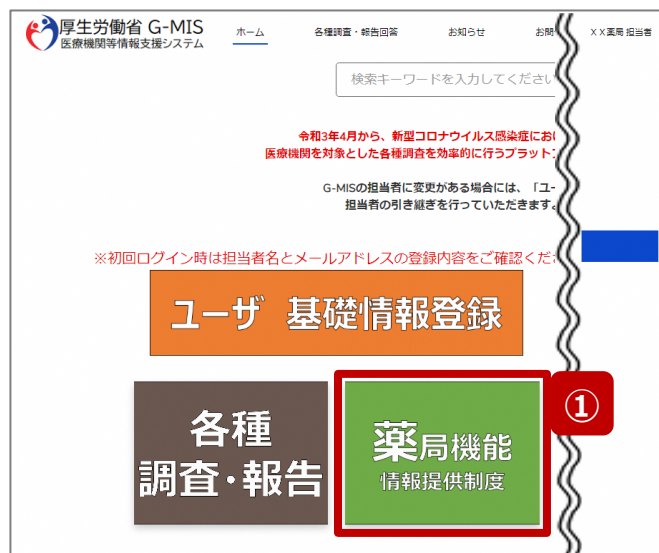 厚生労働省 G-MIS
医療機関等情報支援システム
ホーム
各種調査・報告回答
お知らせ
お問
××薬局 担当者
検索キーワードを入力してください
令和3年4月から、新型コロナウイルス感染症にお
医療機関を対象とした各種調査を効率的に行うプラット
G-MISの担当者に変更がある場合には、「ユー
担当者の引き継ぎを行っていただきます。
※初回ログイン時は担当者名とメールアドレスの登録内容をご確認くだ
ユーザ 基礎情報登録
各種
調査・報告
薬局機能
情報提供制度
①